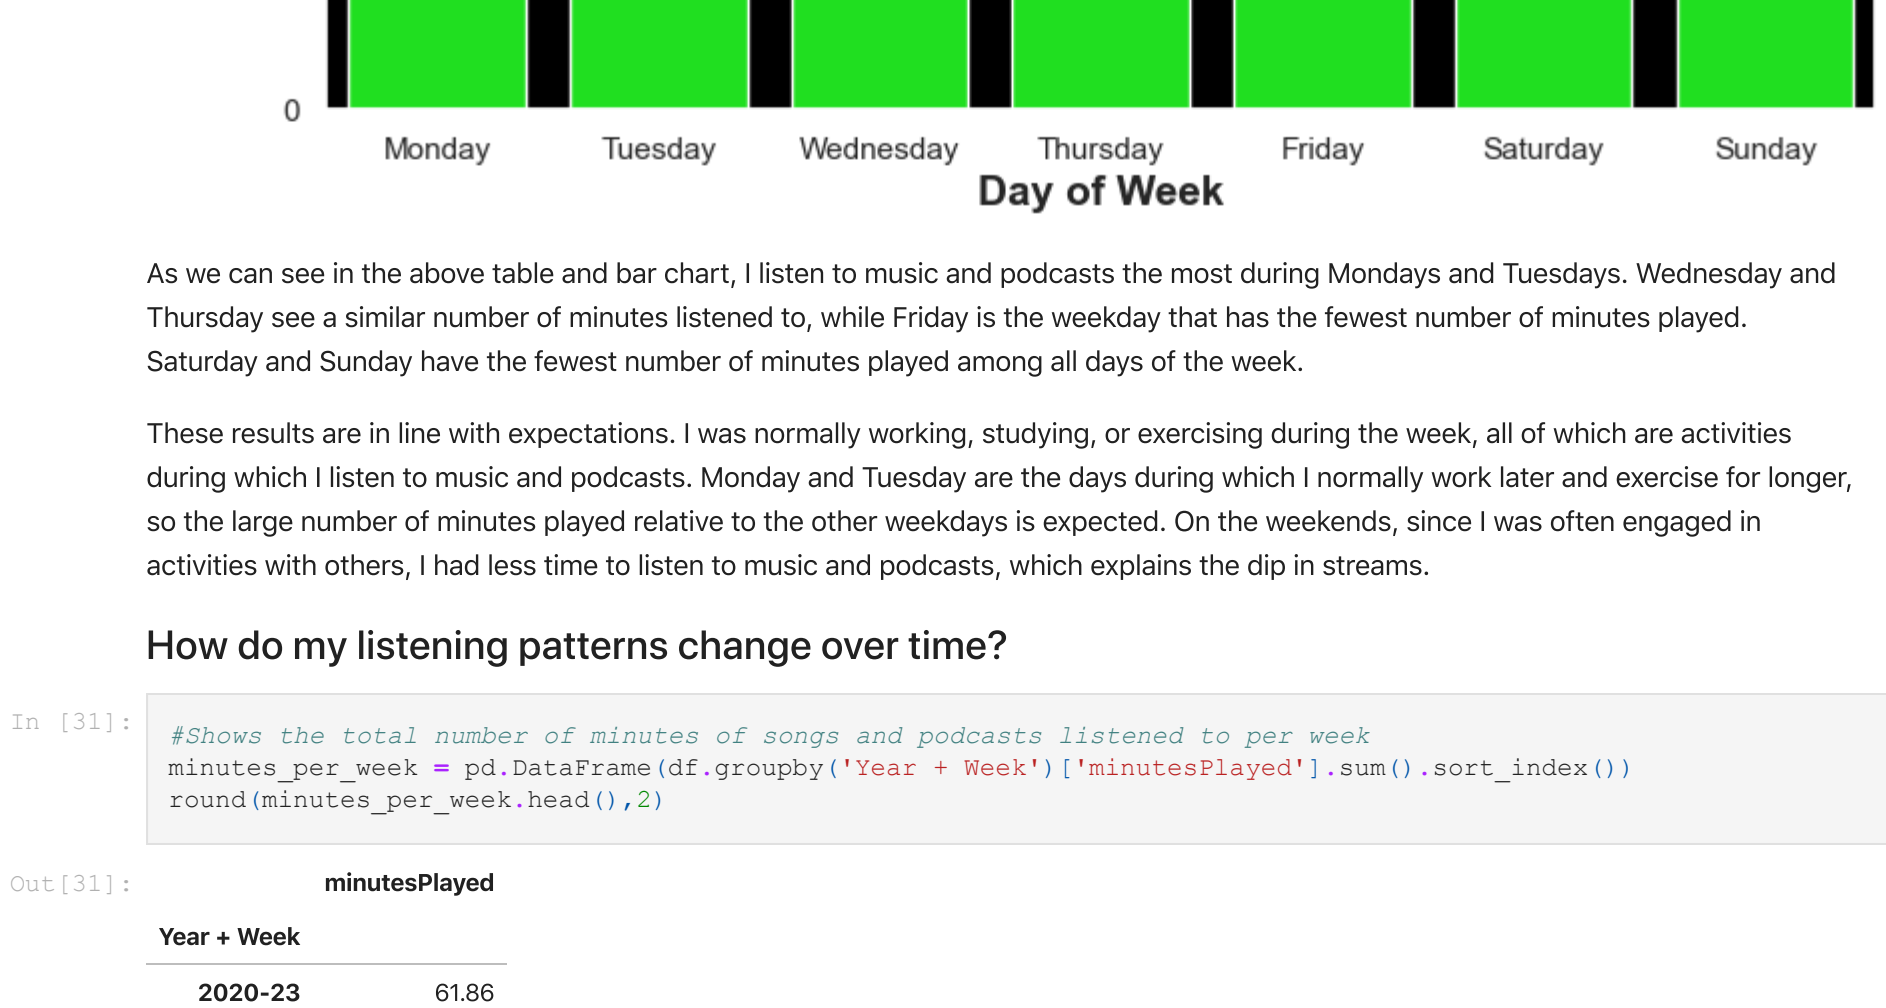 0
Monday Tuesday Wednesday Thursday Friday Saturday Sunday
Day of Week
As we can see in the above table and bar chart, I listen to music and podcasts the most during Mondays and Tuesdays. Wednesday and
Thursday see a similar number of minutes listened to, while Friday is the weekday that has the fewest number of minutes played.
Saturday and Sunday have the fewest number of minutes played among all days of the week.
These results are in line with expectations. I was normally working, studying, or exercising during the week, all of which are activities
during which I listen to music and podcasts. Monday and Tuesday are the days during which I normally work later and exercise for longer,
so the large number of minutes played relative to the other weekdays is expected. On the weekends, since I was often engaged in
activities with others, I had less time to listen to music and podcasts, which explains the dip in streams.
How do my listening patterns change over time?
In [31]:
#Shows the total number of minutes of songs and podcasts listened to per week
minutes_per_week = pd.DataFrame(df.groupby('Year + Week')['minutesPlayed'].sum().sort_index())
round(minutes_per_week.head(),2)
Out[31]:
minutesPlayed
Year + Week
2020-23 61.86